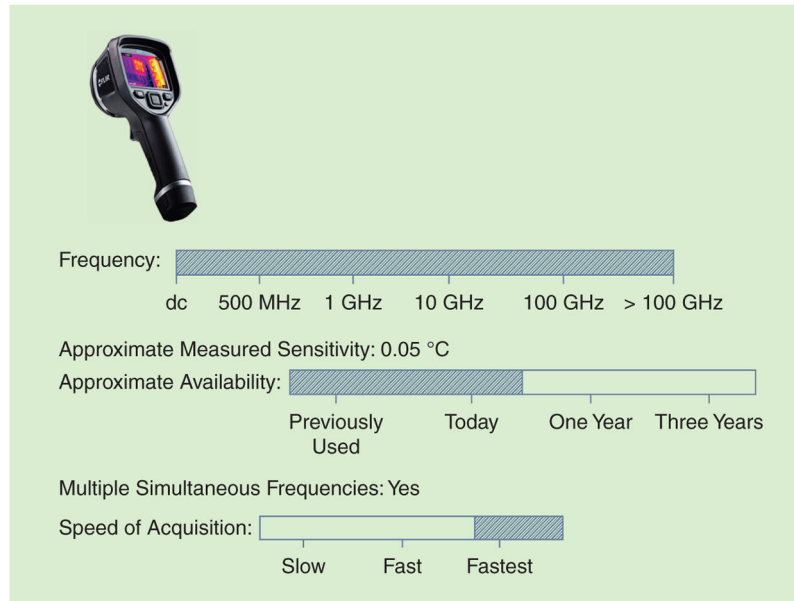 FLIR
Frequency:
dc 500 MHz 1 GHz 10 GHz 100 GHz > 100 GHz
Approximate Measured Sensitivity: 0.05 °C
Approximate Availability:
Previously Used Today One Year Three Years
Multiple Simultaneous Frequencies: Yes
Speed of Acquisition:
Slow Fast Fastest